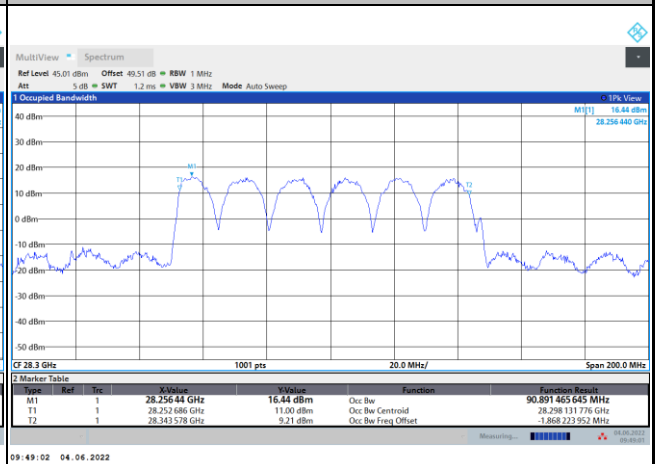 MultiView Spectrum
Ref Level 45.01 dBm Offset 49.51 dB RBW 1 MHz
Att 5 dB SWT 1.2 ms VBW 3 MHz Mode Auto Sweep
1 Occupied Bandwidth 1Pk View
M1[1] 16.44 dBm
28.256 440 GHz
40 dBm
30 dBm
20 dBm
M1
T1
T2
10 dBm
0 dBm
-10 dBm
-20 dBm
-30 dBm
-40 dBm
-50 dBm
CF 28.3 GHz 1001 pts 20.0 MHz/ Span 200.0 MHz
2 Marker Table
Type Ref Trc X-Value Y-Value Function Function Result
M1 1 28.25644 GHz 16.44 dBm Occ Bw 90.891 465 645 MHz
T1 1 28.252 686 GHz 11.00 dBm Occ Bw Centroid 28.298 131 776 GHz
T2 1 28.343 578 GHz 9.21 dBm Occ Bw Freq Offset -1.868 223 952 MHz
Measuring... 04.06.2022
09:49:01
09:49:02 04.06.2022